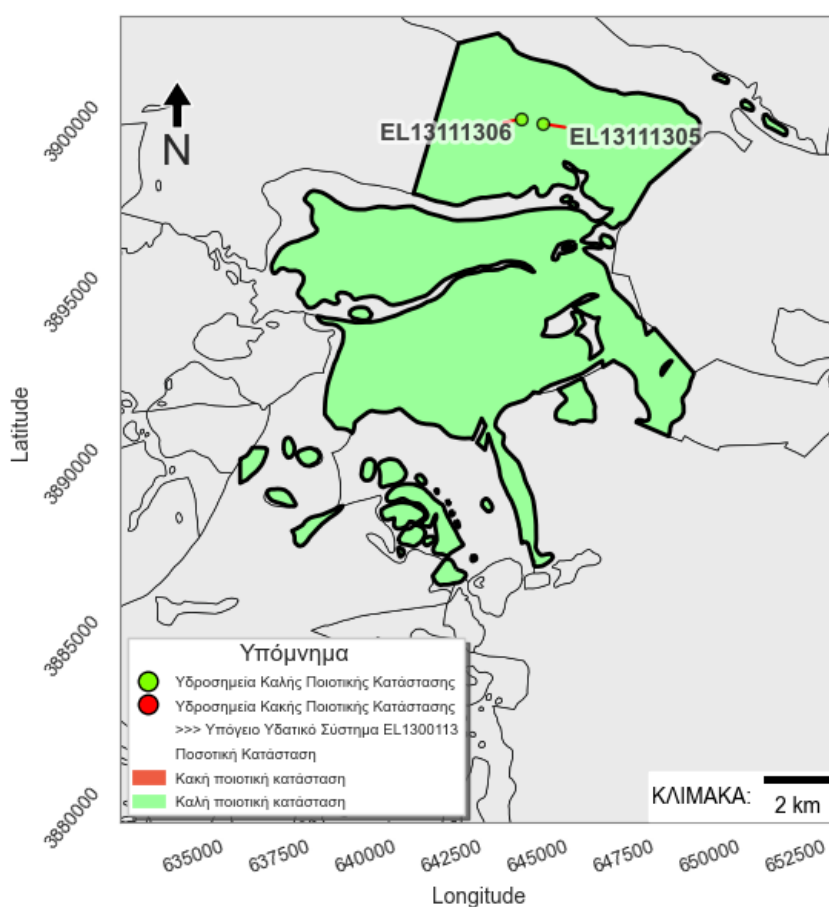 EL13111306
EL13111305
N
3900000
3895000
3890000
3885000
3880000
Latitude
Υπόμνημα
Υδροσημεία Καλής Ποιοτικής Κατάστασης
Υδροσημεία Κακής Ποιοτικής Κατάστασης
>>> Υπόγειο Υδατικό Σύστημα EL1300113
Ποσοτική Κατάσταση
Κακή ποιοτική κατάσταση
Καλή ποιοτική κατάσταση
ΚΛΙΜΑΚΑ:
2 km
635000
637500
640000
642500
645000
647500
650000
652500
Longitude